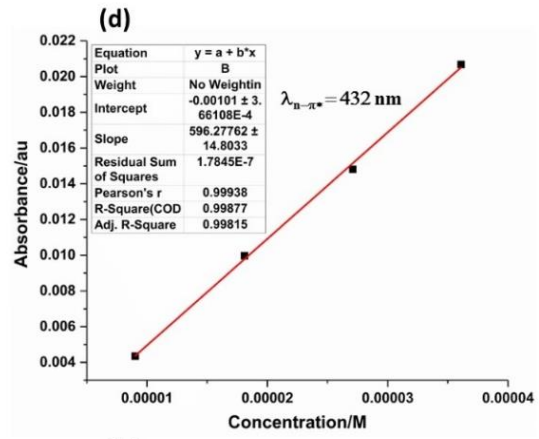 (d)
Equation y = a + b*x
Plot B
Weight No Weightin
Intercept -0.00101 ± 3.
66108E-4
Slope 596.27762 ±
14.8033
Residual Sum 1.7845E-7
of Squares
Pearson's r 0.99938
R-Square(COD 0.99877
Adj. R-Square 0.99815
λn−π* = 432 nm
Absorbance/au
0.022
0.020
0.018
0.016
0.014
0.012
0.010
0.008
0.006
0.004
0.00001 0.00002 0.00003 0.00004
Concentration/M